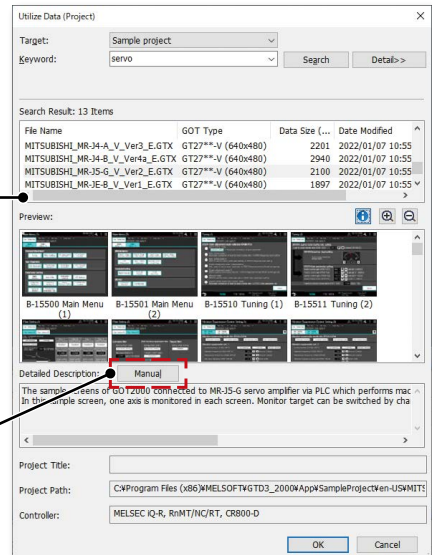 Utilize Data (Project)
Target: Sample project
Keyword: servo Search Detail>>
Search Result: 13 Items
File Name GOT Type Data Size (... Date Modified
MITSUBISHI_MR-J4-A_V_Ver3_E.GTX GT27**-V (640x480) 2201 2022/01/07 10:55
MITSUBISHI_MR-J4-B_V_Ver4a_E.GTX GT27**-V (640x480) 2940 2022/01/07 10:55
MITSUBISHI_MR-J5-G_V_Ver2_E.GTX GT27**-V (640x480) 2100 2022/01/07 10:55
MITSUBISHI_MR-JE-B_V_Ver1_E.GTX GT27**-V (640x480) 1897 2022/01/07 10:55
Preview:
B-15500 Main Menu (1)
B-15501 Main Menu (2)
B-15510 Tuning (1)
B-15511 Tuning (2)
Detailed Description: Manual
The sample screens of GOT2000 connected to MR-J5-G servo amplifier via PLC which performs mac
In this sample screen, one axis is monitored in each screen. Monitor target can be switched by cha
Project Title:
Project Path: C:¥Program Files (x86)¥MELSOFT¥GTD3_2000¥App¥SampleProject¥en-US¥MITS
Controller: MELSEC iQ-R, RnMT/NC/RT, CR800-D
OK Cancel